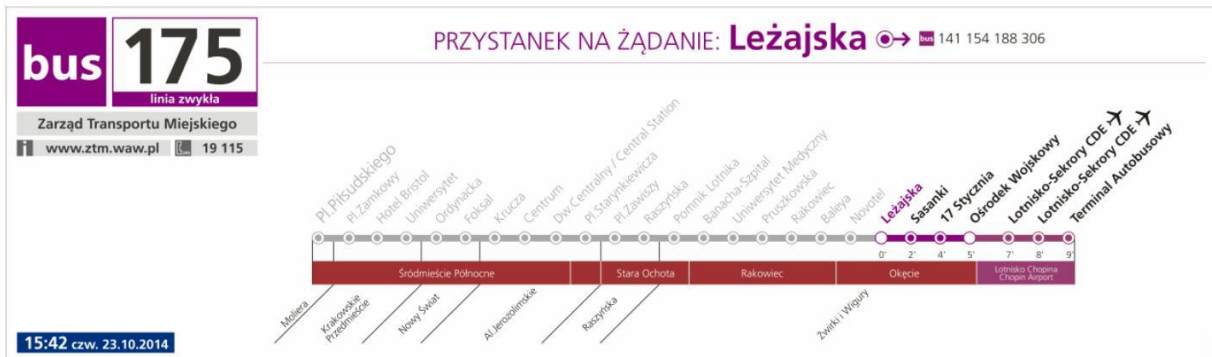 bus
175
linia zwykła
Zarząd Transportu Miejskiego
www.ztm.waw.pl 19 115
PRZYSTANEK NA ŻĄDANIE: Leżajska bus 141 154 188 306
Pl.Piłsudskiego
Pl.Zamkowy
Hotel Bristol
Uniwersytet
Ordynacka
Foksal
Krucza
Centrum
Dw.Centralny / Central Station
Pl.Starynkiewicza
Pl.Zawiszy
Raszyńska
Pomnik Lotnika
Banacha-Szpital
Uniwersytet Medyczny
Pruszkowska
Rakowiec
Baleya
Novotel
Leżajska
Sasanki
17 Stycznia
Ośrodek Wojskowy
Lotnisko-Sekrory CDE
Lotnisko-Sekrory CDE
Terminal Autobusowy
0' 2' 4' 5' 7' 8' 9'
Śródmieście Północne Stara Ochota Rakowiec Okęcie Lotnisko Chopina
Chopin Airport
Moliera
Krakowskie
Przedmieście
Nowy Świat
Al.Jerozolimskie
Raszyńska
Żwirki i Wigury
15:42 czw. 23.10.2014